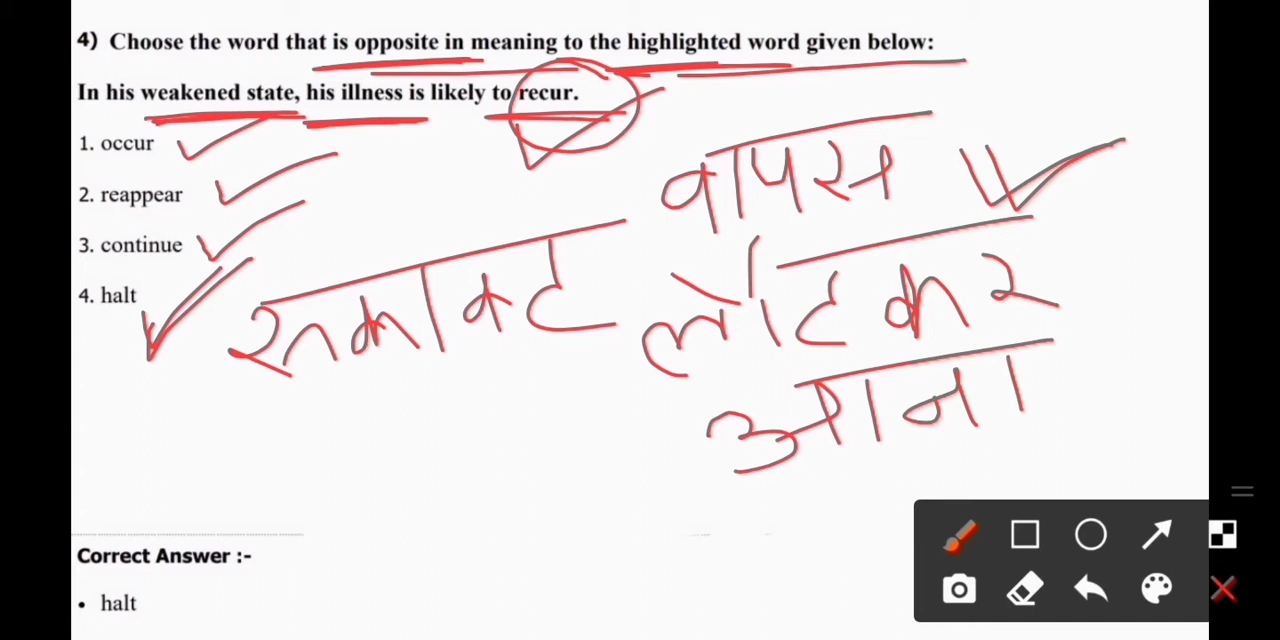 4) Choose the word that is opposite in meaning to the highlighted word given below:
In his weakened state, his illness is likely to recur.
1. occur
2. reappear
3. continue
4. halt
वापस
लौटकर
आना
रूकावट
Correct Answer :-
• halt